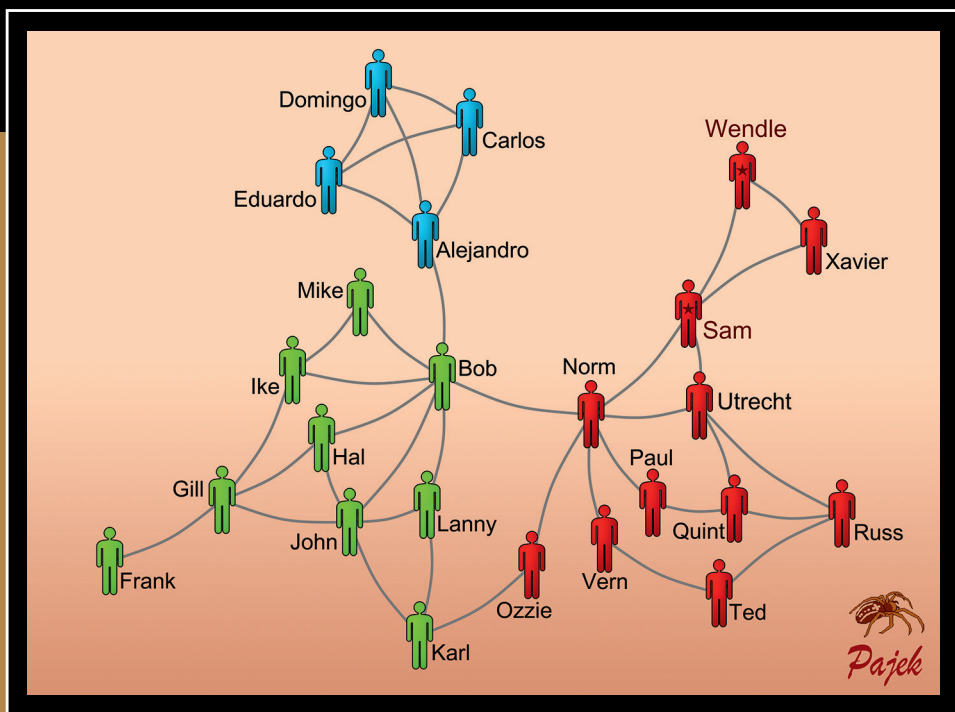 Domingo
Carlos
Wendle
Eduardo
Alejandro
Xavier
Mike
Sam
Bob
Norm
Ike
Utrecht
Hal
Paul
Gill
Lanny
Quint
Russ
John
Frank
Vern
Ozzie
Ted
Karl
Pajek